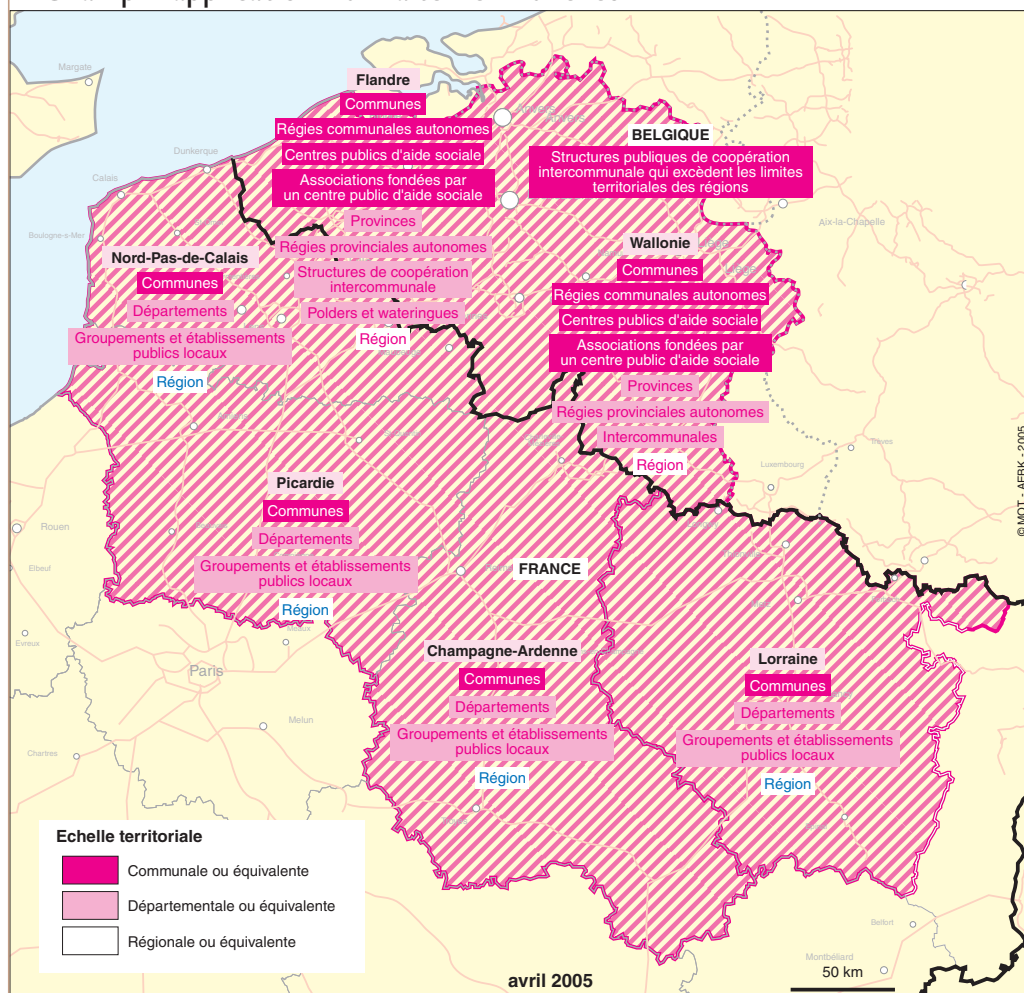 Margate
Dunkerque
Calais
Boulogne-s-Mer
Flandre
Communes
Régies communales autonomes
Centres publics d'aide sociale
Associations fondées par
un centre public d'aide sociale
Provinces
Régies provinciales autonomes
Structures de coopération
intercommunale
Polders et wateringues
Région
Anvers
BELGIQUE
Structures publiques de coopération
intercommunale qui excèdent les limites
territoriales des régions
Aix-la-Chapelle
Wallonie
Communes
Régies communales autonomes
Centres publics d'aide sociale
Associations fondées par
un centre public d'aide sociale
Provinces
Régies provinciales autonomes
Intercommunales
Région
Nord-Pas-de-Calais
Communes
Départements
Groupements et établissements
publics locaux
Région
Trèves
Luxembourg
Picardie
Communes
Départements
Groupements et établissements
publics locaux
Région
Rouen
Elbeuf
Evreux
FRANCE
Meaux
Paris
Melun
Chartres
Champagne-Ardenne
Communes
Départements
Groupements et établissements
publics locaux
Région
Troyes
Lorraine
Communes
Départements
Groupements et établissements
publics locaux
Région
Belfort
Montbéliard
Echelle territoriale
Communale ou équivalente
Départementale ou équivalente
Régionale ou équivalente
avril 2005
50 km
© MOT - AEBK - 2005